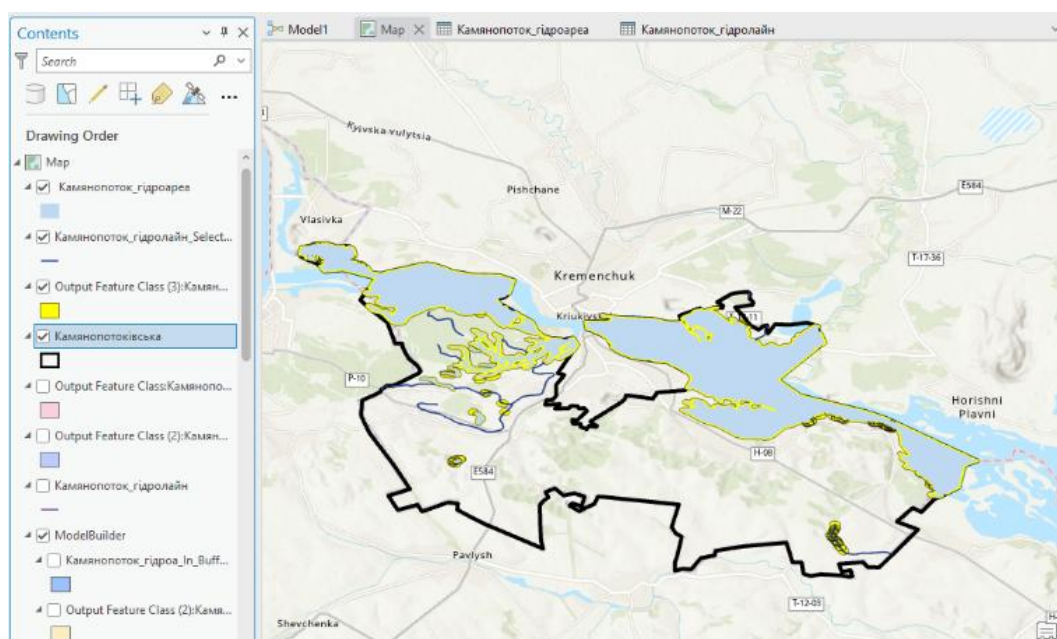 Contents
Model1
Map
Камянопоток_гідроареа
Камянопоток_гідролайн
Search
Drawing Order
Map
Камянопоток_гідроареа
Камянопоток_гідролайн_Select...
Output Feature Class (3):Камян...
Камянопотоківська
Output Feature Class:Камянопо...
Output Feature Class (2):Камян...
Камянопоток_гідролайн
ModelBuilder
Камянопоток_гідроа_In_Buff...
Output Feature Class (2):Камя...
Kyivska vulytsia
Pishchane
E584
M-22
Vlasivka
T-17-36
Kremenchuk
P-10
Horishni
Plavni
H-08
E584
Pavlysh
T-12-03
Shevchenka